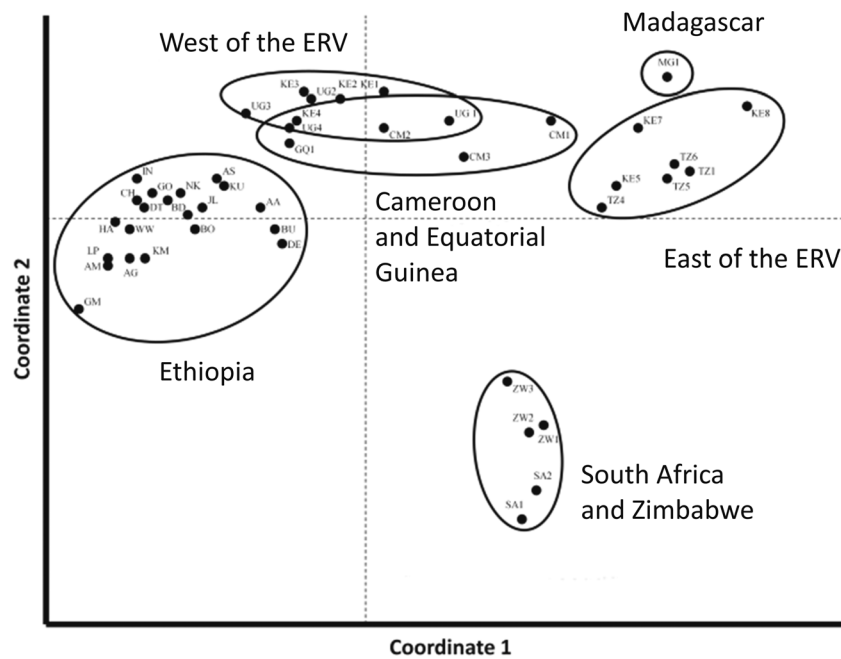 Madagascar
West of the ERV
MG1
KE3
KE2 KE1
UG2
KE8
UG3
KE4
UG 1
KE7
UG4
CM2
CM1
GQ1
CM3
TZ6
TZ1
IN
AS
GO
NK
KU
KE5
TZ5
CH
DT
BD
JL
AA
TZ4
Cameroon
and Equatorial
Guinea
HA
WW
BO
BU
DE
East of the ERV
LP
KM
AM
AG
GM
Coordinate 2
Ethiopia
ZW3
ZW2
ZW1
SA2
South Africa
and Zimbabwe
SA1
Coordinate 1